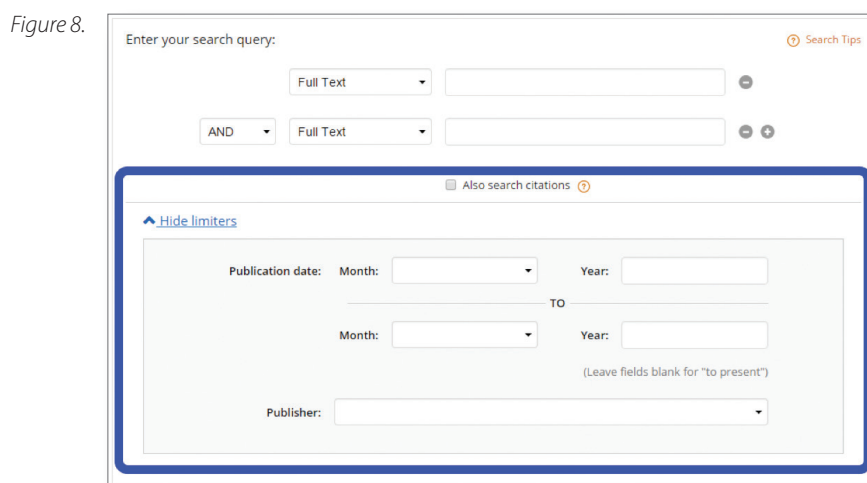 Figure 8.
Enter your search query:
Search Tips
Full Text
AND Full Text
Also search citations
Hide limiters
Publication date: Month: Year:
TO
Month: Year:
(Leave fields blank for "to present")
Publisher: